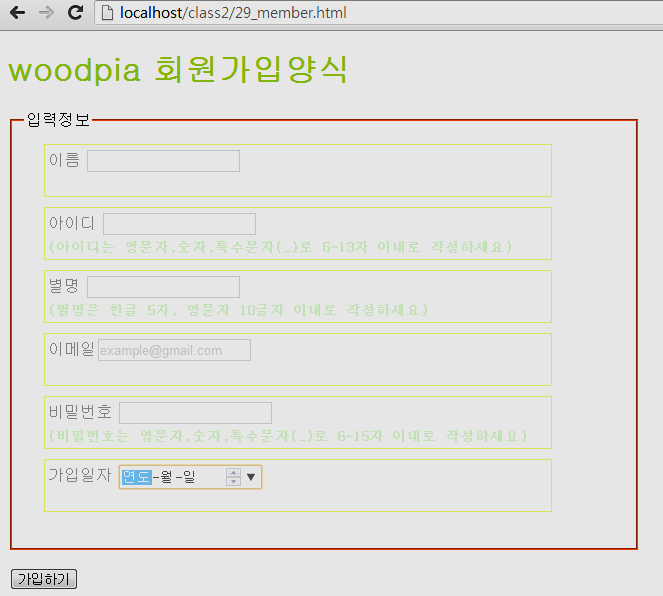 localhost/class2/29_member.html
woodpia 회원가입양식
입력정보
이름
아이디
(아이디는 영문자,숫자,특수문자(_)로 6-13자 이내로 작성하세요)
별명
(별명은 한글 5자, 영문자 10글자 이내로 작성하세요)
이메일 example@gmail.com
비밀번호
(비밀번호는 영문자,숫자,특수문자(_)로 6-15자 이내로 작성하세요)
가입일자 연도-월-일
가입하기